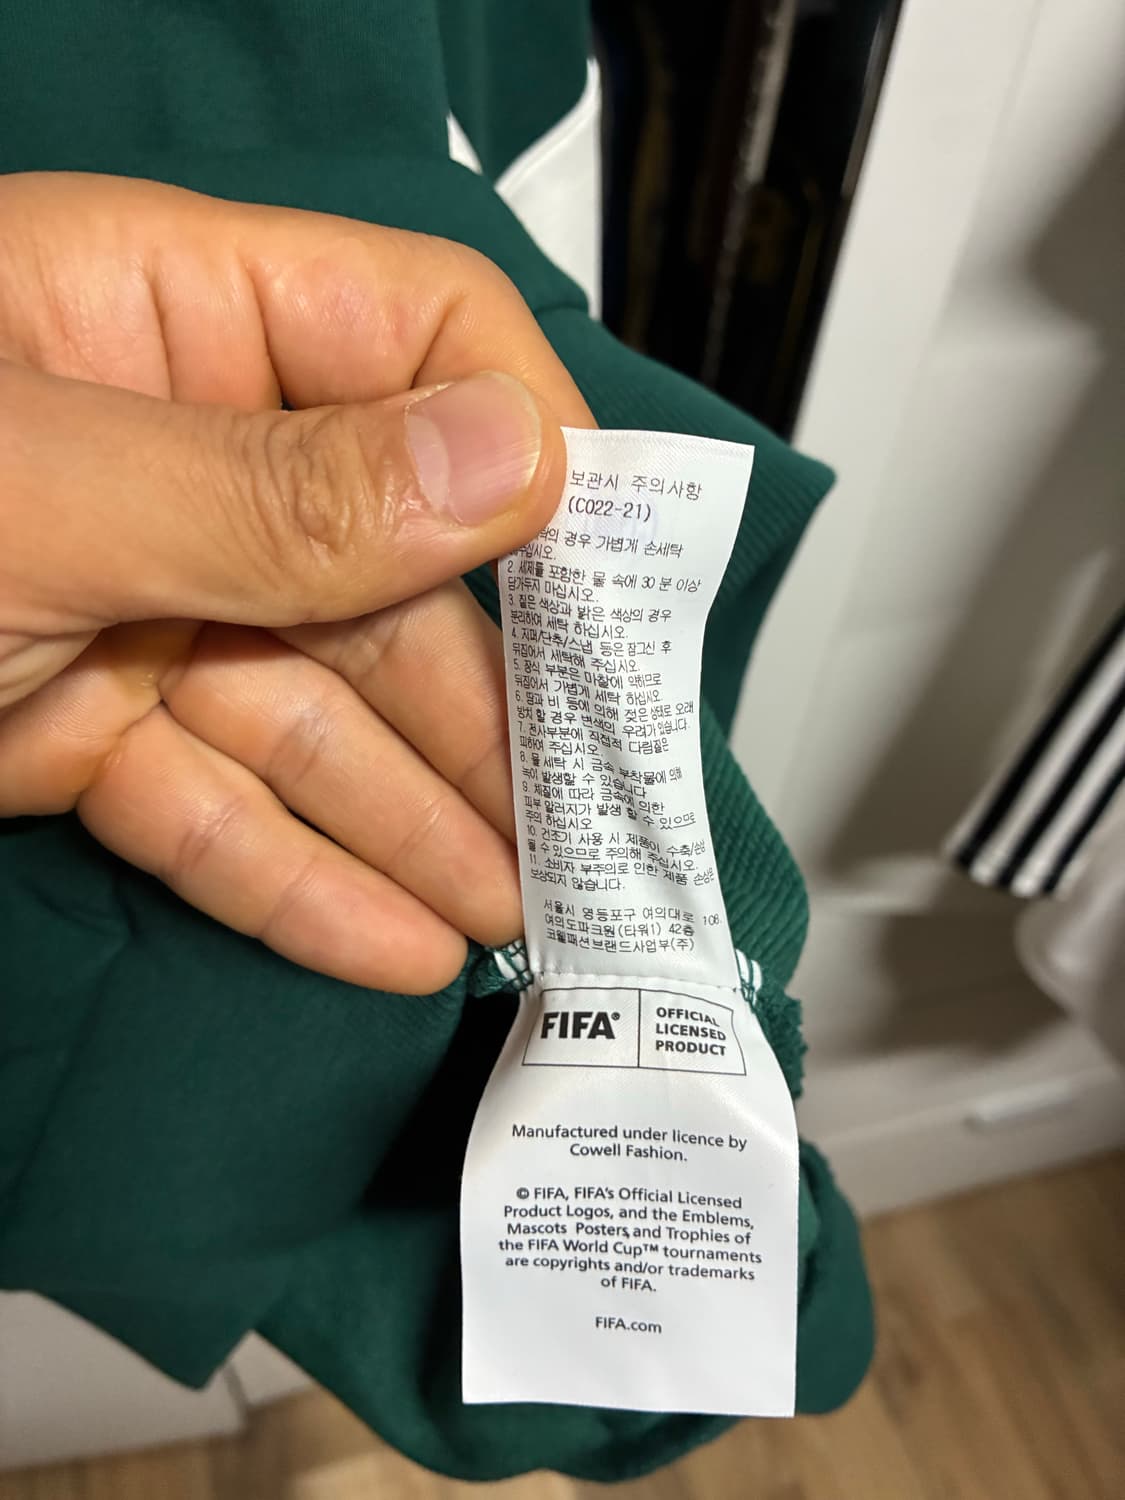 보관시 주의사항
(C022-21)
경우 가볍게 손세탁
해주십시오.
2. 세제를 포함한 물 속에 30분 이상
담가두지 마십시오.
3. 짙은 색상과 밝은 색상의 경우
분리하여 세탁 하십시오.
4. 지퍼/단추/스냅 등은 잠그신 후
뒤집어서 세탁해 주십시오.
5. 장식 부분은 마찰에 약하므로
뒤집어서 가볍게 세탁 하십시오
6. 땀과 비 등에 의해 젖은 상태로 오래
방치 할 경우 변색의 우려가 있습니다.
7. 전사부분에 직접적 다림질은
피하여 주십시오.
8. 물 세탁 시 금속 부착물에 의해
녹이 발생할 수 있습니다
9. 체질에 따라 금속에 의한
피부 알러지가 발생 할 수 있으므로
주의 하십시오
10. 건조기 사용 시 제품이 수축/손상
될 수 있으므로 주의해 주십시오.
11. 소비자 부주의로 인한 제품 손상은
보상되지 않습니다.
서울시 영등포구 여의대로 108.
여의도파크원(타워1) 42층
코웰패션브랜드사업부(주)
FIFA®
OFFICIAL
LICENSED
PRODUCT
Manufactured under licence by
Cowell Fashion.
© FIFA, FIFA's Official Licensed
Product Logos, and the Emblems,
Mascots Posters, and Trophies of
the FIFA World Cup™ tournaments
are copyrights and/or trademarks
of FIFA.
FIFA.com